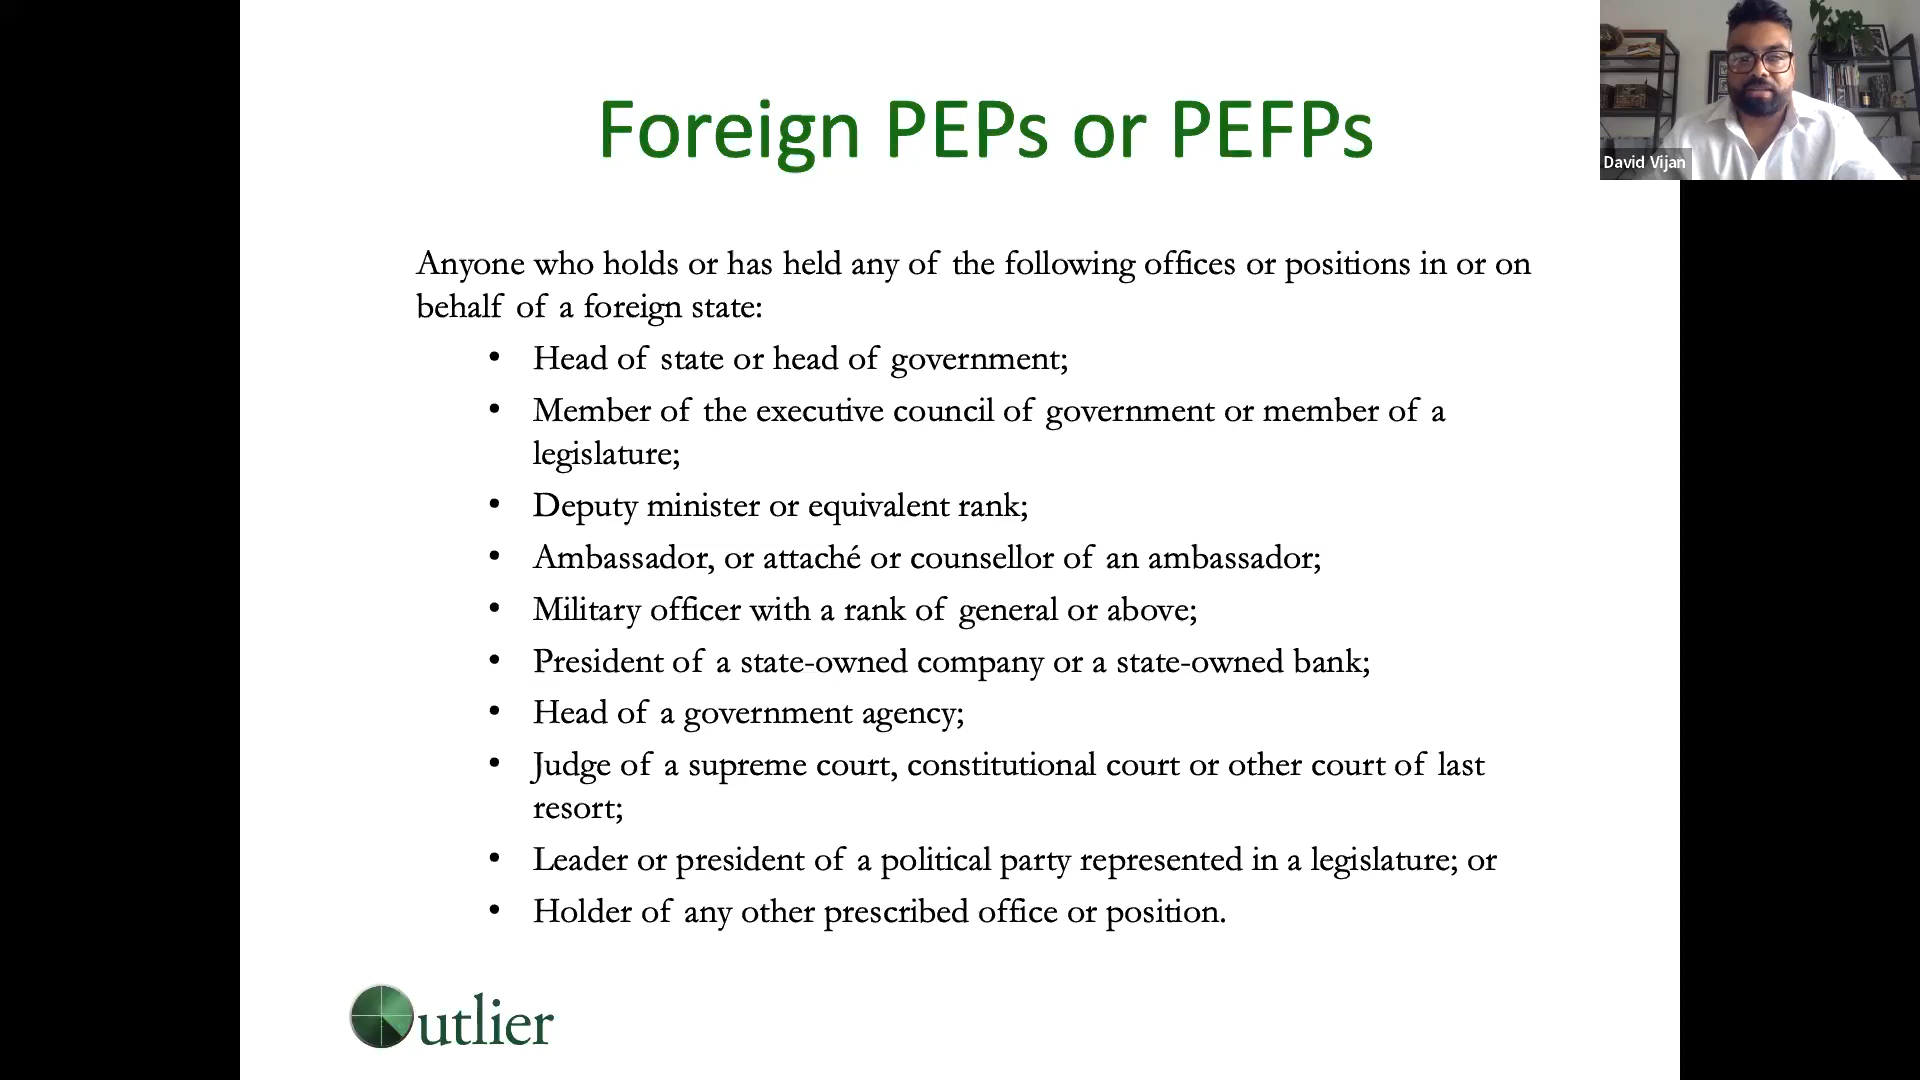 Foreign PEPs or PEFPs
David Vijan
Anyone who holds or has held any of the following offices or positions in or on
behalf of a foreign state:
• Head of state or head of government;
• Member of the executive council of government or member of a
legislature;
• Deputy minister or equivalent rank;
• Ambassador, or attaché or counsellor of an ambassador;
• Military officer with a rank of general or above;
• President of a state-owned company or a state-owned bank;
• Head of a government agency;
• Judge of a supreme court, constitutional court or other court of last
resort;
• Leader or president of a political party represented in a legislature; or
• Holder of any other prescribed office or position.
Outlier